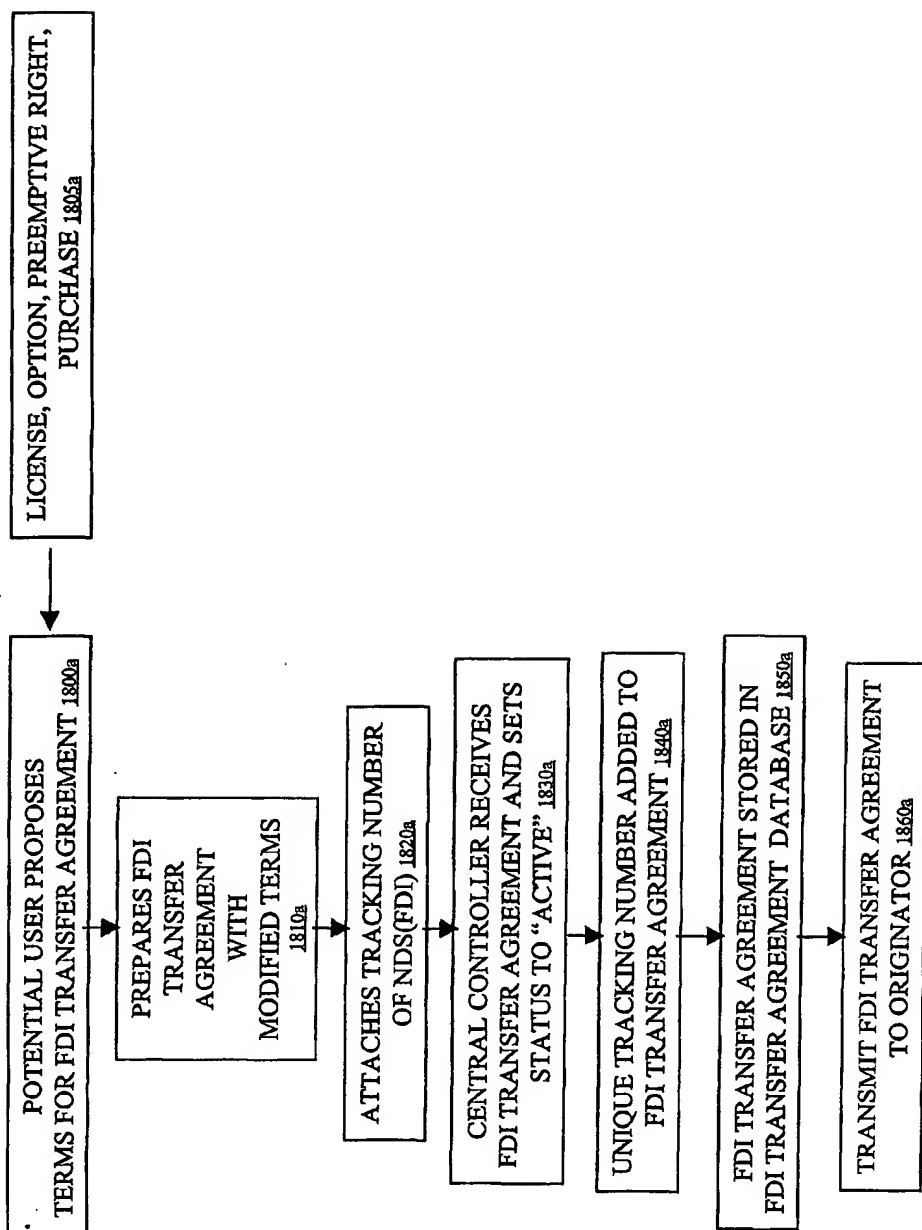 POTENTIAL USER PROPOSES
TERMS FOR FDI TRANSFER AGREEMENT 1800a
LICENSE, OPTION, PREEMPTIVE RIGHT,
PURCHASE 1805a
PREPARES FDI
TRANSFER
AGREEMENT
WITH
MODIFIED TERMS
1810a
ATTACHES TRACKING NUMBER
OF NDS(FDI) 1820a
CENTRAL CONTROLLER RECEIVES
FDI TRANSFER AGREEMENT AND SETS
STATUS TO “ACTIVE” 1830a
UNIQUE TRACKING NUMBER ADDED TO
FDI TRANSFER AGREEMENT 1840a
FDI TRANSFER AGREEMENT STORED IN
FDI TRANSFER AGREEMENT DATABASE 1850a
TRANSMIT FDI TRANSFER AGREEMENT
TO ORIGINATOR 1860a